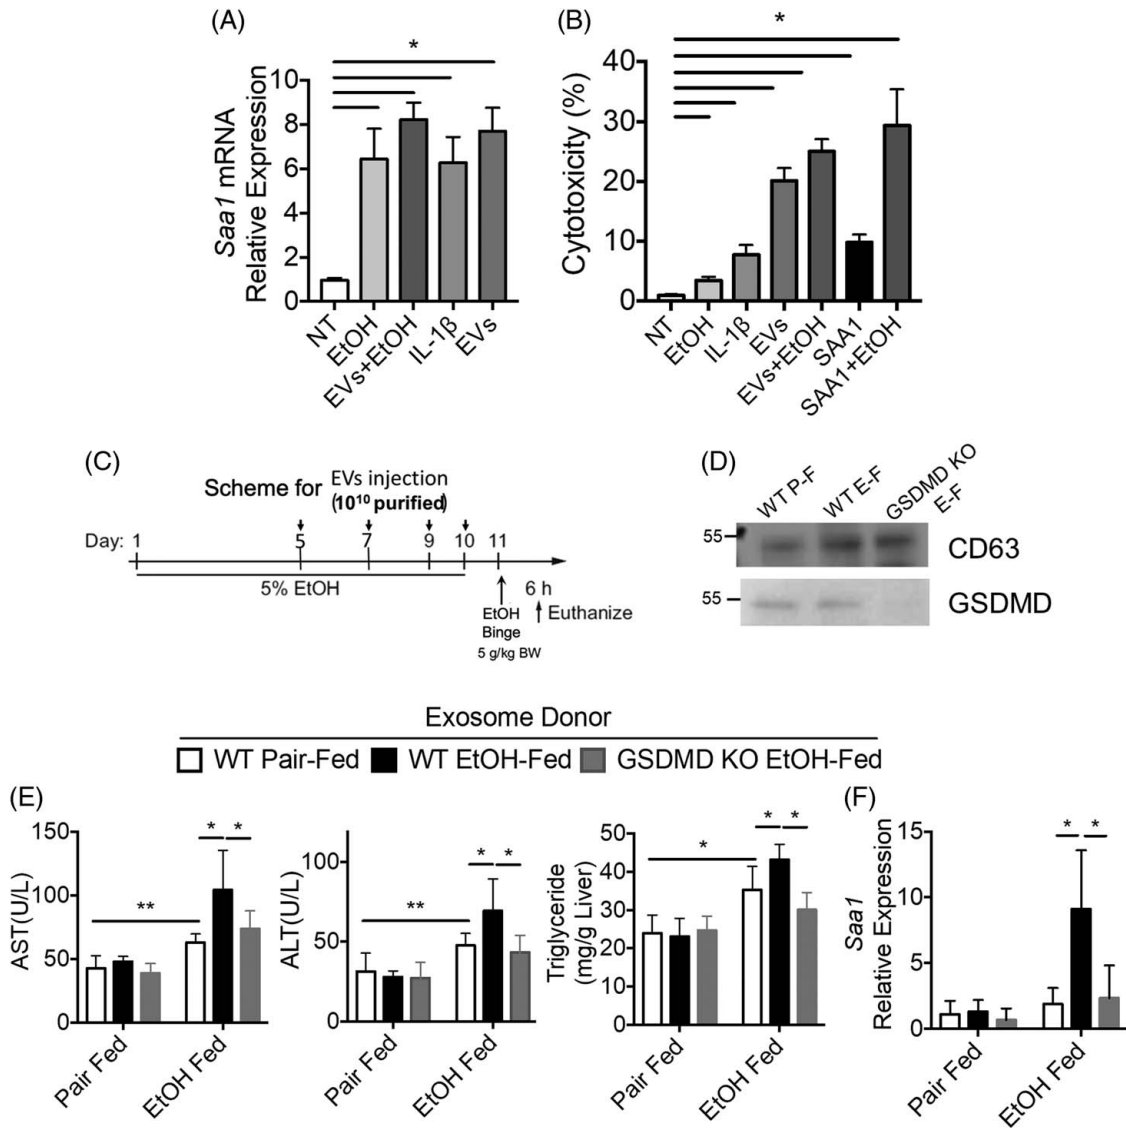 (A)
Saa1 mRNA
Relative Expression
10
8
6
4
2
0
*
NT
EtOH
EVs+EtOH
IL-1β
EVs
(B)
Cytotoxicity (%)
40
30
20
10
0
*
NT
EtOH
IL-1β
EVs
EVs+EtOH
SAA1
SAA1+EtOH
(C)
Scheme for EVs injection
(10¹⁰ purified)
Day: 1 5 7 9 10 11
5% EtOH
6 h
EtOH
Binge
5 g/kg BW
Euthanize
(D)
WT P-F
WT E-F
GSDMD KO
E-F
55
CD63
55
GSDMD
Exosome Donor
WT Pair-Fed WT EtOH-Fed GSDMD KO EtOH-Fed
(E)
AST(U/L)
150
100
50
0
**
* *
Pair Fed
EtOH Fed
ALT(U/L)
100
50
0
**
* *
Pair Fed
EtOH Fed
Triglyceride
(mg/g Liver)
50
40
30
20
10
0
*
* *
Pair Fed
EtOH Fed
(F)
Saa1
Relative Expression
15
10
5
0
* *
Pair Fed
EtOH Fed